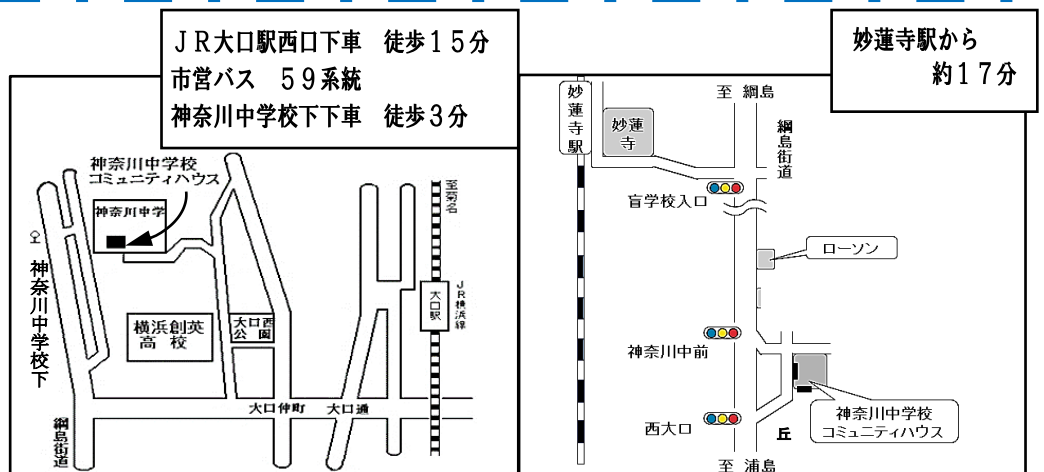 ＪＲ大口駅西口下車　徒歩１５分
市営バス　５９系統
神奈川中学校下下車　徒歩３分
神奈川中学校
コミュニティハウス
神奈川中学
神奈川中学校下
横浜創英
高 校
大口西
公 園
至菊名
ＪＲ横浜線
大口駅
大口仲町
大口通
綱島街道
妙蓮寺駅から
約１７分
妙蓮寺駅
妙蓮
寺
至 綱島
綱島街道
盲学校入口
ローソン
神奈川中前
神奈川中学校
コミュニティハウス
西大口
丘
至 浦島